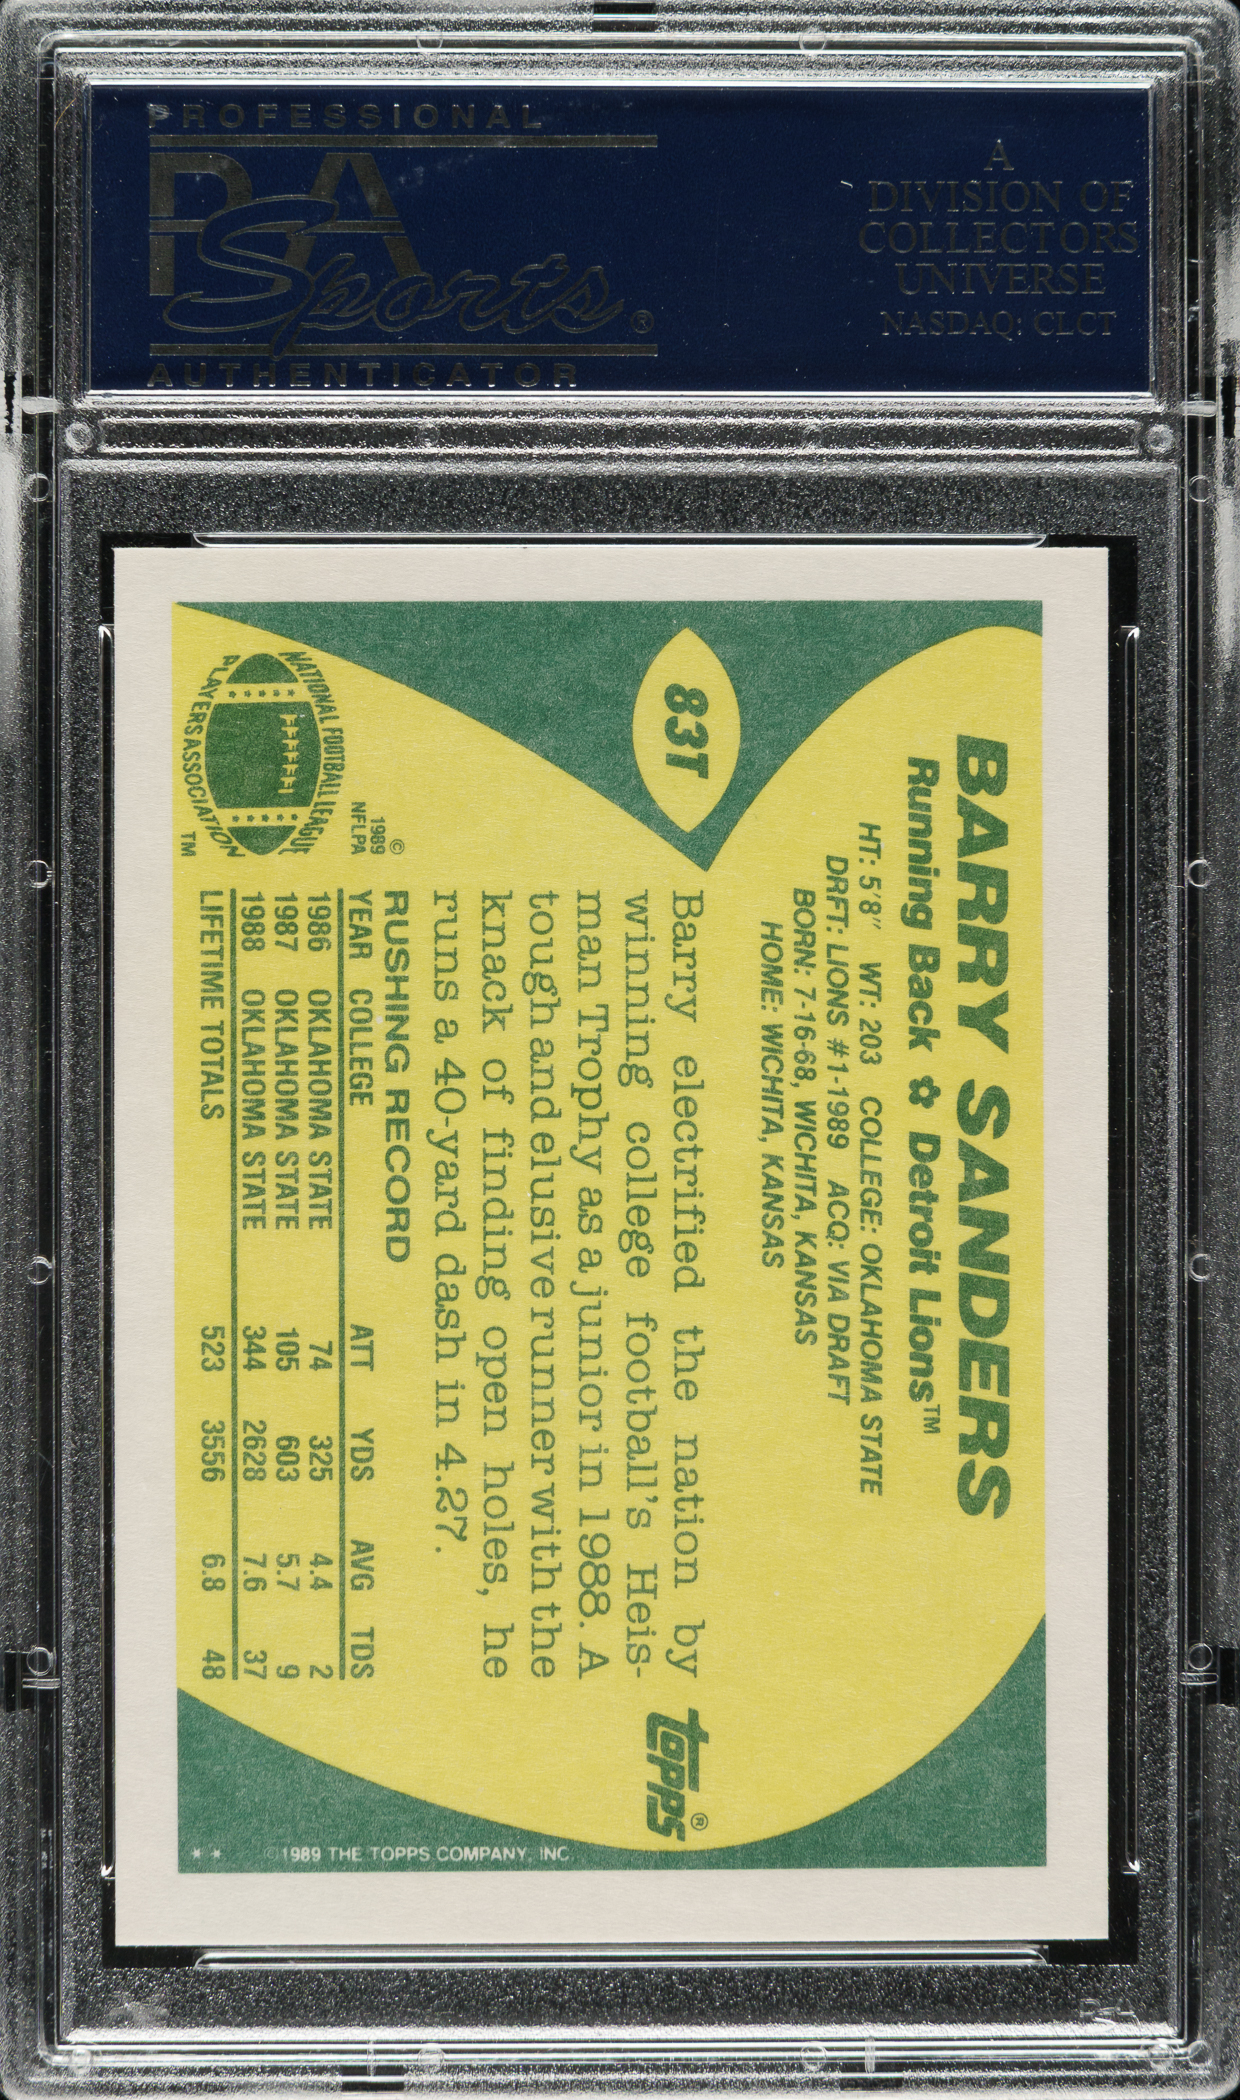 PROFESSIONAL
PSA
Sports®
AUTHENTICATOR
A
DIVISION OF
COLLECTORS
UNIVERSE
NASDAQ: CLCT
83T
BARRY SANDERS
Running Back ✿ Detroit Lions™
HT: 5'8" WT: 203 COLLEGE: OKLAHOMA STATE
DRFT: LIONS #1-1989 ACQ: VIA DRAFT
BORN: 7-16-68, WICHITA, KANSAS
HOME: WICHITA, KANSAS
Barry electrified the nation by
winning college football's Heis-
man Trophy as a junior in 1988. A
tough and elusive runner with the
knack of finding open holes, he
runs a 40-yard dash in 4.27.
topps®
NATIONAL FOOTBALL LEAGUE
PLAYERS ASSOCIATION
TM
©
1989
NFLPA
RUSHING RECORD
YEAR COLLEGE ATT YDS AVG TDS
1986 OKLAHOMA STATE 74 325 4.4 2
1987 OKLAHOMA STATE 105 603 5.7 9
1988 OKLAHOMA STATE 344 2628 7.6 37
LIFETIME TOTALS 523 3556 6.8 48
** ©1989 THE TOPPS COMPANY, INC.
PSA